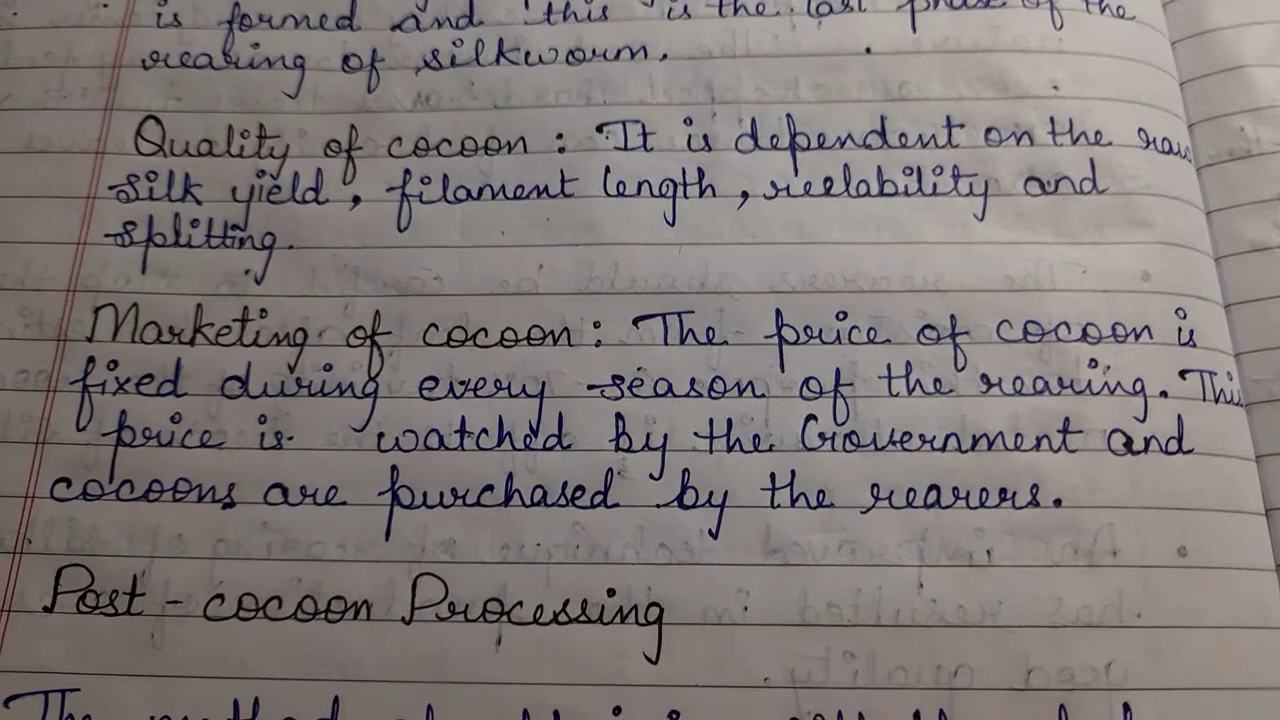 is formed and this is the last phase of the
rearing of silkworm.
Quality of cocoon : It is dependent on the raw
silk yield, filament length, reelability and
splitting.
Marketing of cocoon : The price of cocoon is
fixed during every season of the rearing. This
price is watched by the Government and
cocoons are purchased by the rearers.
Post - cocoon Processing
The